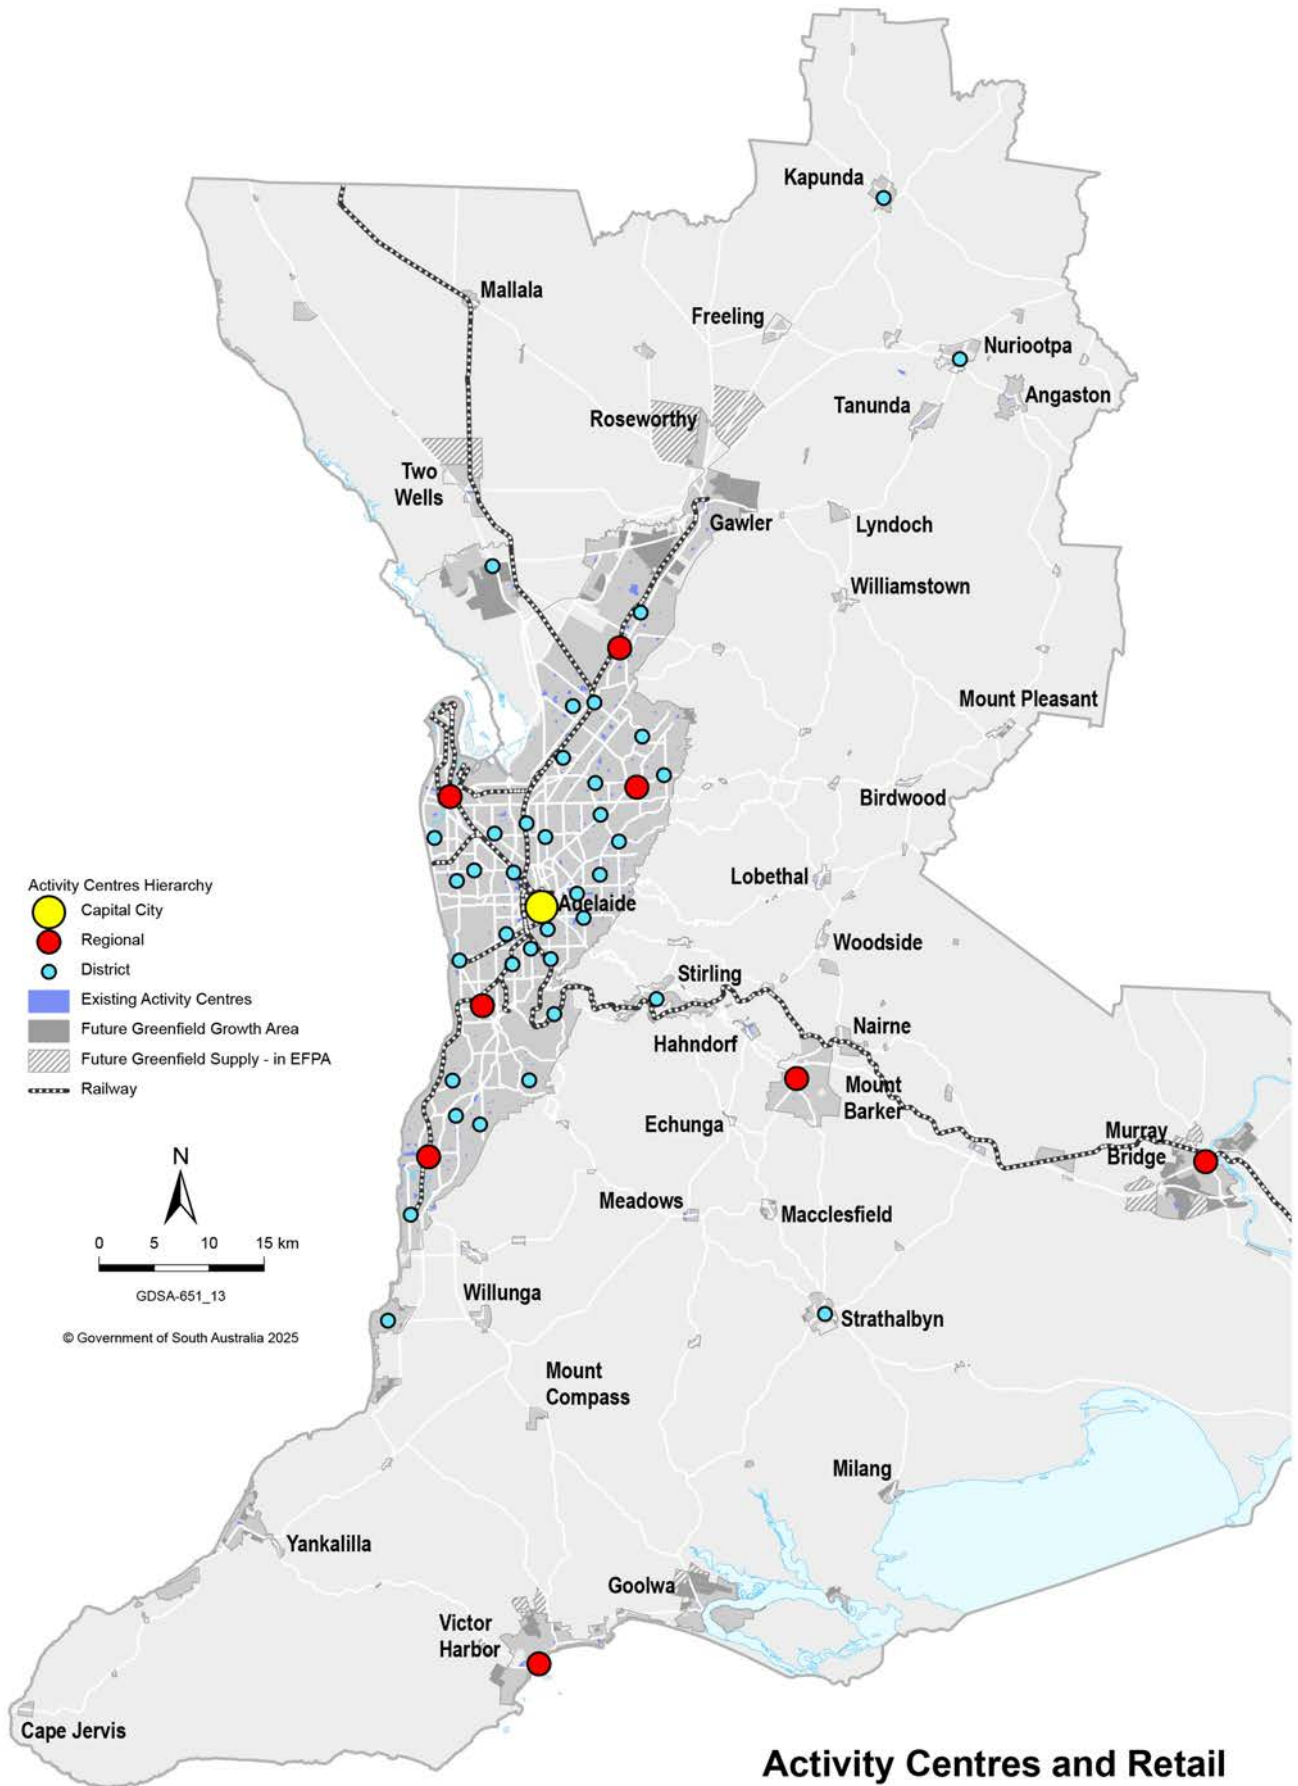 Kapunda
Mallala
Freeling
Nuriootpa
Angaston
Tanunda
Roseworthy
Two
Wells
Gawler
Lyndoch
Williamstown
Mount Pleasant
Birdwood
Lobethal
Adelaide
Woodside
Stirling
Nairne
Hahndorf
Mount
Barker
Echunga
Murray
Bridge
Meadows
Macclesfield
Willunga
Strathalbyn
Mount
Compass
Milang
Yankalilla
Goolwa
Victor
Harbor
Cape Jervis
Activity Centres Hierarchy
Capital City
Regional
District
Existing Activity Centres
Future Greenfield Growth Area
Future Greenfield Supply - in EFPA
Railway
N
0 5 10 15 km
GDSA-651_13
© Government of South Australia 2025
Activity Centres and Retail